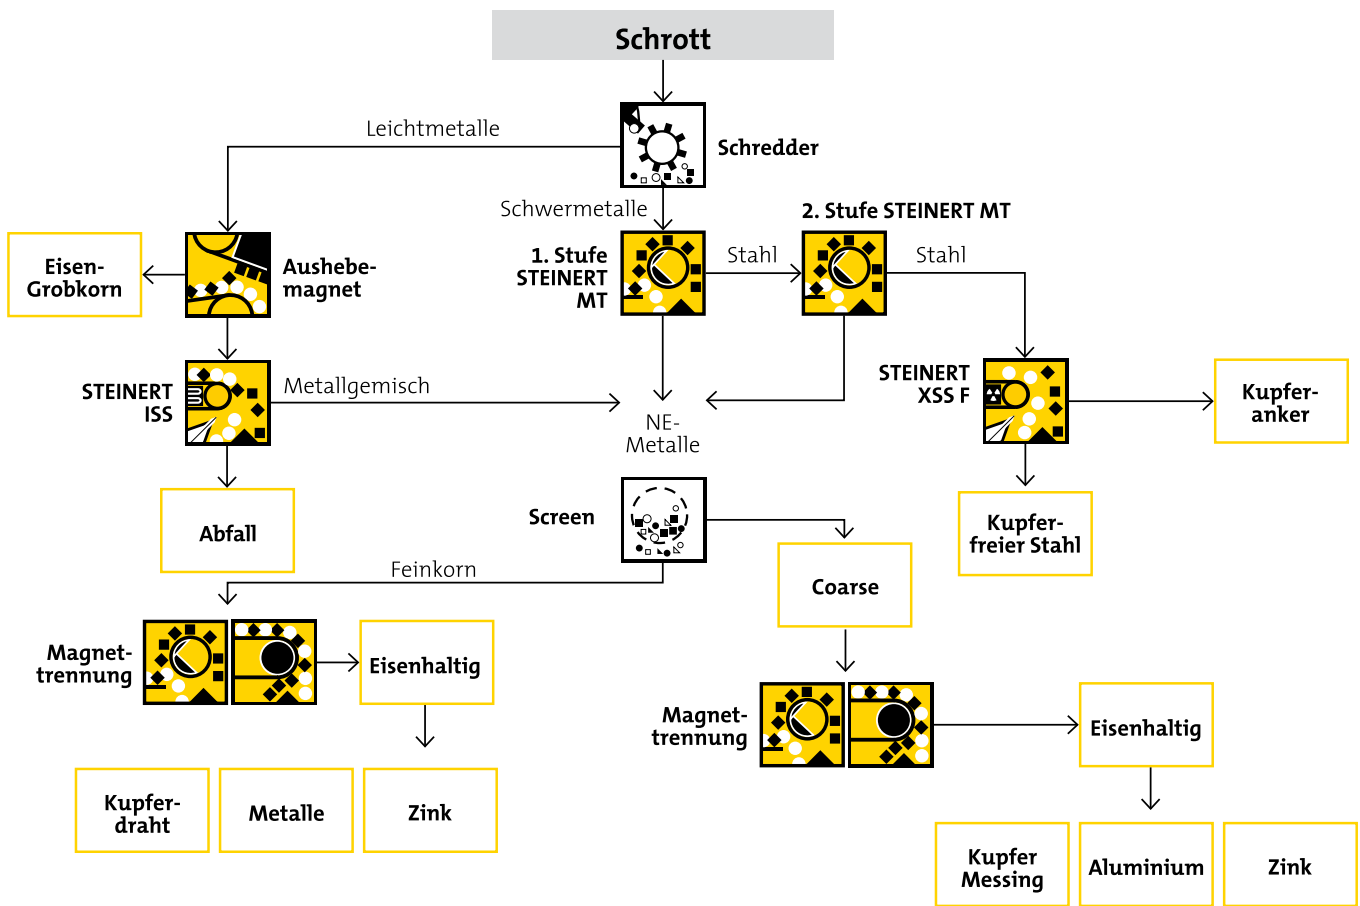 Schrott
Leichtmetalle
Schredder
Schwermetalle
2. Stufe STEINERT MT
1. Stufe
STEINERT
MT
Stahl
Stahl
Eisen-
Grobkorn
Aushebe-
magnet
STEINERT
ISS
Metallgemisch
NE-
Metalle
STEINERT
XSS F
Kupfer-
anker
Abfall
Screen
Kupfer-
freier Stahl
Feinkorn
Coarse
Magnet-
trennung
Eisenhaltig
Magnet-
trennung
Eisenhaltig
Kupfer-
draht
Metalle
Zink
Kupfer
Messing
Aluminium
Zink